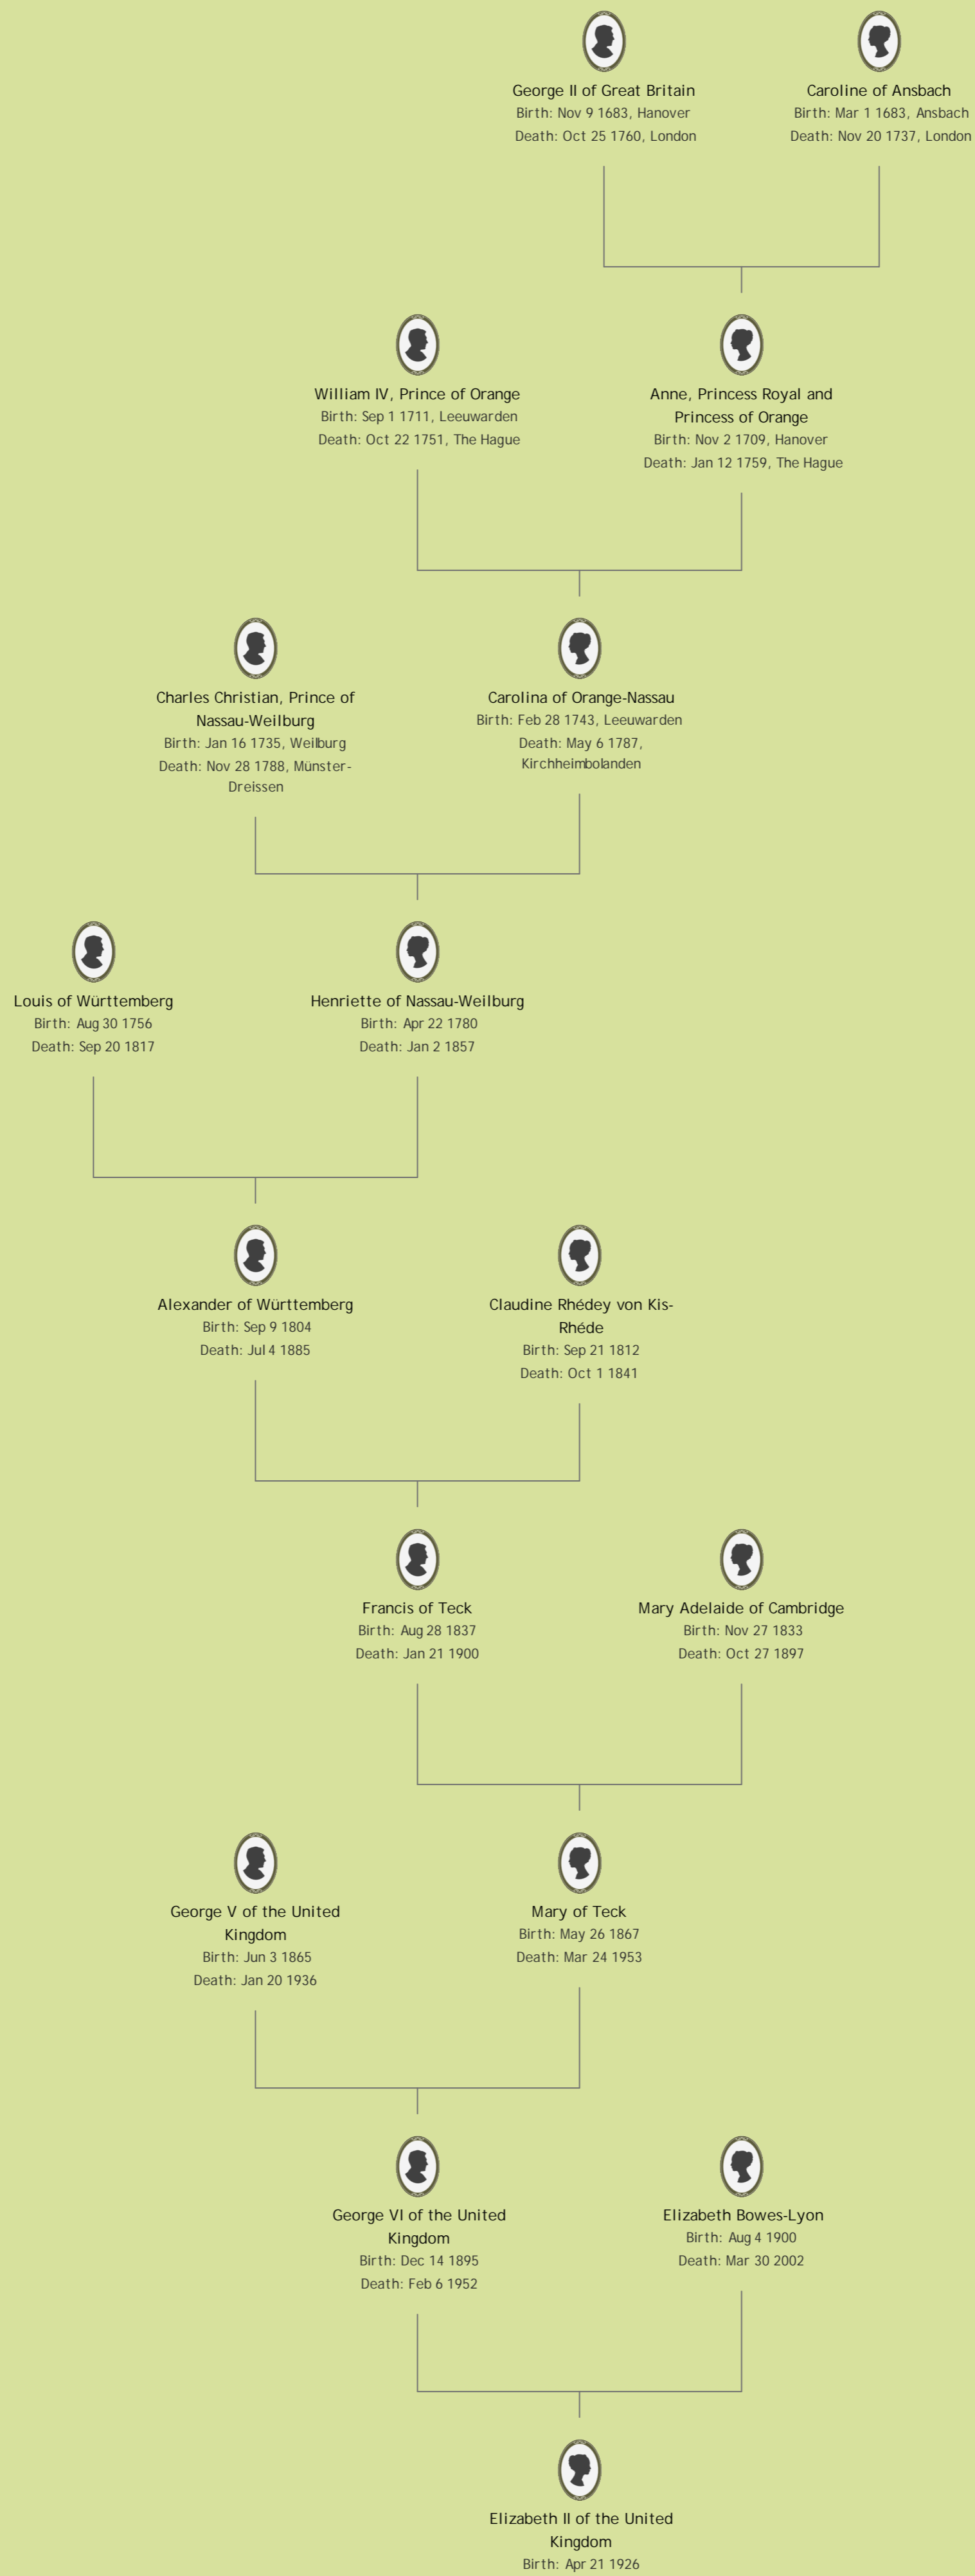 George II of Great Britain
Birth: Nov 9 1683, Hanover
Death: Oct 25 1760, London
Caroline of Ansbach
Birth: Mar 1 1683, Ansbach
Death: Nov 20 1737, London
William IV, Prince of Orange
Birth: Sep 1 1711, Leeuwarden
Death: Oct 22 1751, The Hague
Anne, Princess Royal and
Princess of Orange
Birth: Nov 2 1709, Hanover
Death: Jan 12 1759, The Hague
Charles Christian, Prince of
Nassau-Weilburg
Birth: Jan 16 1735, Weilburg
Death: Nov 28 1788, Münster-
Dreissen
Carolina of Orange-Nassau
Birth: Feb 28 1743, Leeuwarden
Death: May 6 1787,
Kirchheimbolanden
Louis of Württemberg
Birth: Aug 30 1756
Death: Sep 20 1817
Henriette of Nassau-Weilburg
Birth: Apr 22 1780
Death: Jan 2 1857
Alexander of Württemberg
Birth: Sep 9 1804
Death: Jul 4 1885
Claudine Rhédey von Kis-
Rhéde
Birth: Sep 21 1812
Death: Oct 1 1841
Francis of Teck
Birth: Aug 28 1837
Death: Jan 21 1900
Mary Adelaide of Cambridge
Birth: Nov 27 1833
Death: Oct 27 1897
George V of the United
Kingdom
Birth: Jun 3 1865
Death: Jan 20 1936
Mary of Teck
Birth: May 26 1867
Death: Mar 24 1953
George VI of the United
Kingdom
Birth: Dec 14 1895
Death: Feb 6 1952
Elizabeth Bowes-Lyon
Birth: Aug 4 1900
Death: Mar 30 2002
Elizabeth II of the United
Kingdom
Birth: Apr 21 1926